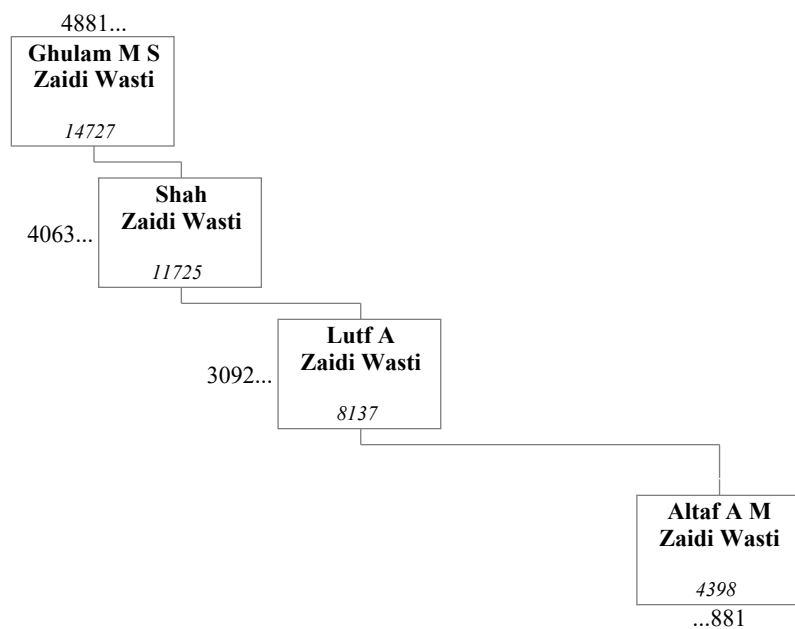 4881...
Ghulam M S
Zaidi Wasti
14727
Shah
Zaidi Wasti
4063...
11725
Lutf A
Zaidi Wasti
3092...
8137
Altaf A M
Zaidi Wasti
4398
...881